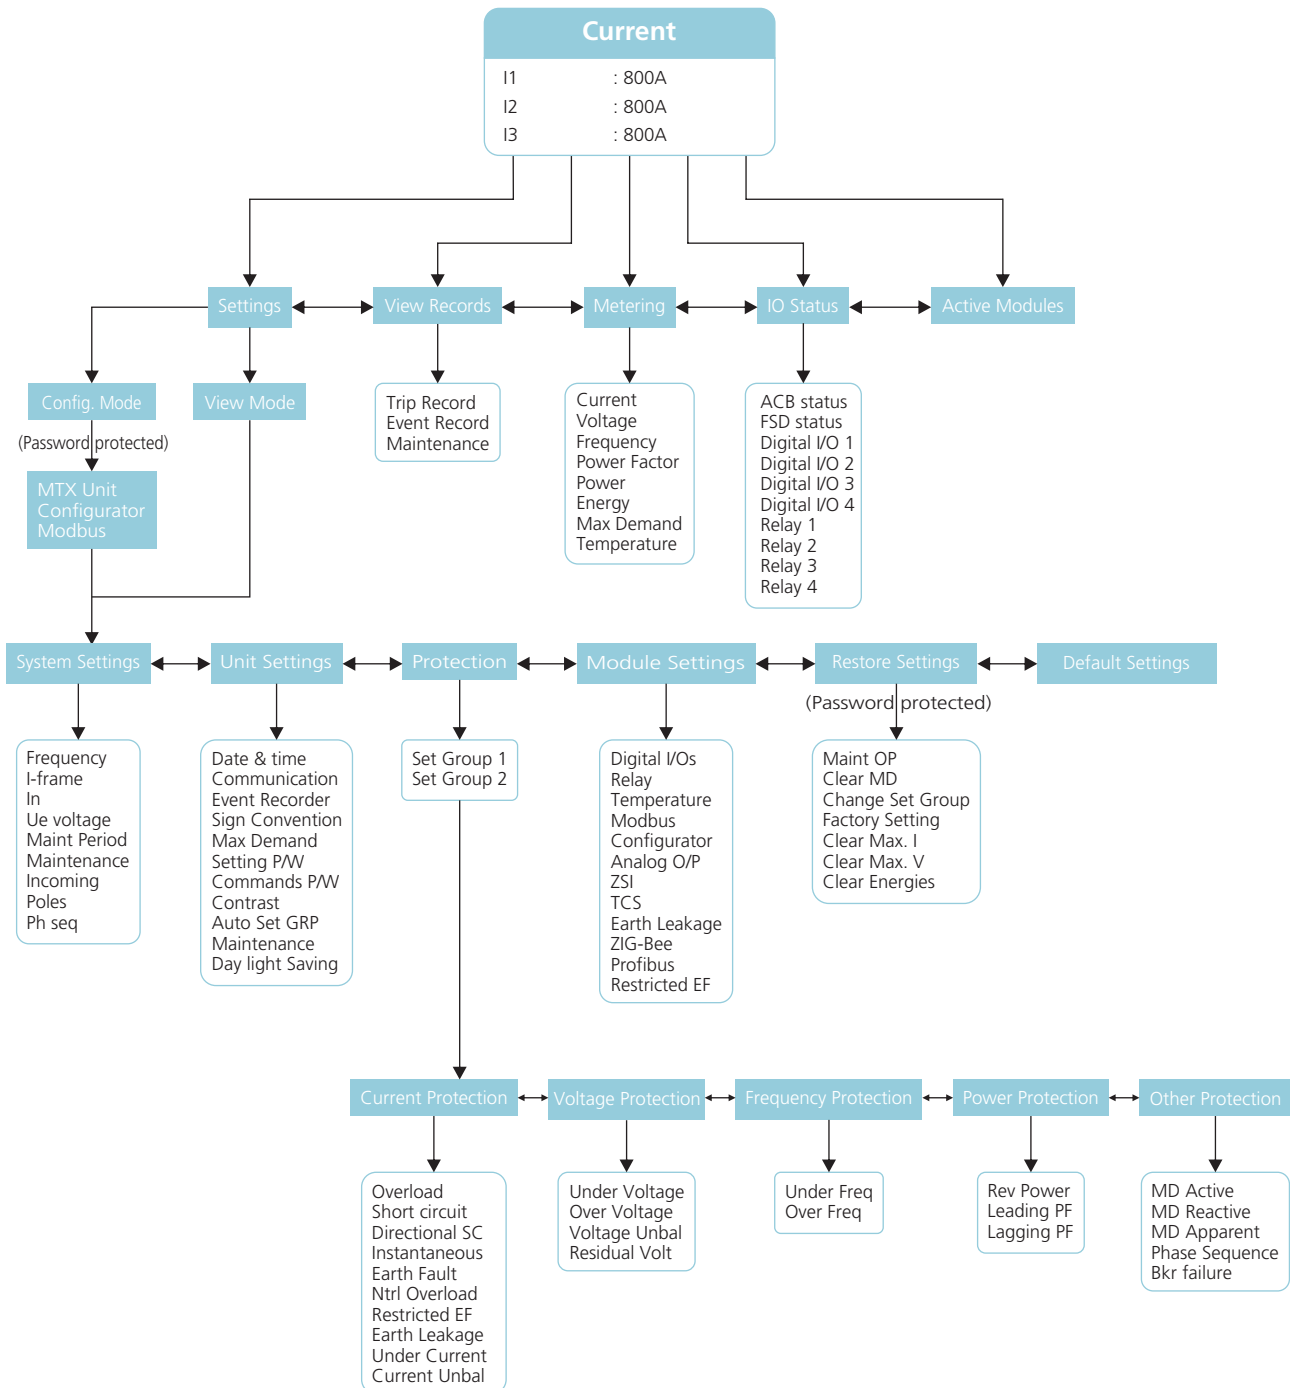 Current
I1 : 800A
I2 : 800A
I3 : 800A
Settings
View Records
Metering
IO Status
Active Modules
Config. Mode
(Password protected)
MTX Unit
Configurator
Modbus
View Mode
Trip Record
Event Record
Maintenance
Current
Voltage
Frequency
Power Factor
Power
Energy
Max Demand
Temperature
ACB status
FSD status
Digital I/O 1
Digital I/O 2
Digital I/O 3
Digital I/O 4
Relay 1
Relay 2
Relay 3
Relay 4
System Settings
Unit Settings
Protection
Module Settings
Restore Settings
(Password protected)
Default Settings
Frequency
I-frame
In
Ue voltage
Maint Period
Maintenance
Incoming
Poles
Ph seq
Date & time
Communication
Event Recorder
Sign Convention
Max Demand
Setting P/W
Commands P/W
Contrast
Auto Set GRP
Maintenance
Day light Saving
Set Group 1
Set Group 2
Digital I/Os
Relay
Temperature
Modbus
Configurator
Analog O/P
ZSI
TCS
Earth Leakage
ZIG-Bee
Profibus
Restricted EF
Maint OP
Clear MD
Change Set Group
Factory Setting
Clear Max. I
Clear Max. V
Clear Energies
Current Protection
Voltage Protection
Frequency Protection
Power Protection
Other Protection
Overload
Short circuit
Directional SC
Instantaneous
Earth Fault
Ntrl Overload
Restricted EF
Earth Leakage
Under Current
Current Unbal
Under Voltage
Over Voltage
Voltage Unbal
Residual Volt
Under Freq
Over Freq
Rev Power
Leading PF
Lagging PF
MD Active
MD Reactive
MD Apparent
Phase Sequence
Bkr failure